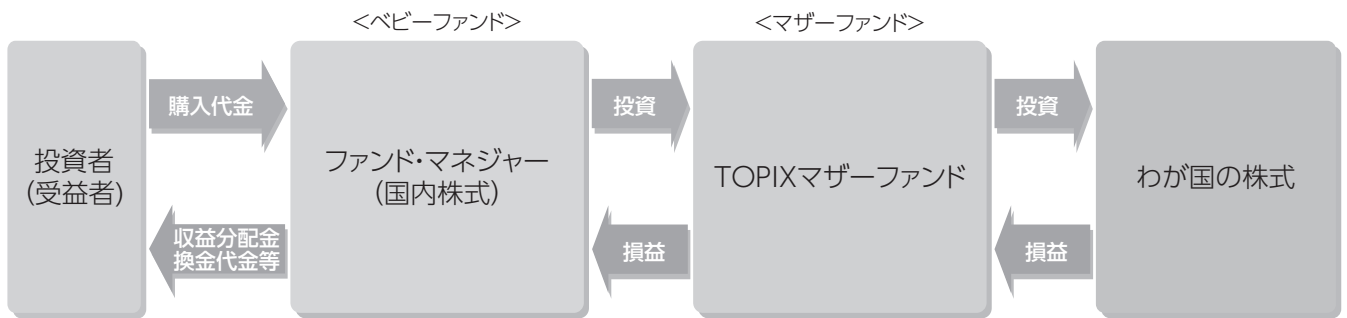 <ベビーファンド>
<マザーファンド>
投資者
(受益者)
購入代金
収益分配金
換金代金等
ファンド・マネジャー
(国内株式)
投資
損益
TOPIXマザーファンド
投資
損益
わが国の株式